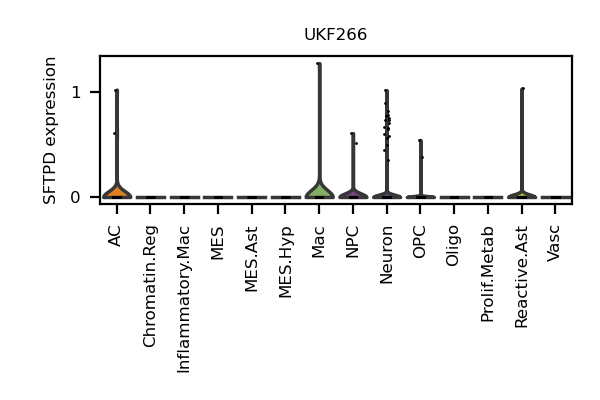 UKF266
SFTPD expression
1
0
AC
Chromatin.Reg
Inflammatory.Mac
MES
MES.Ast
MES.Hyp
Mac
NPC
Neuron
OPC
Oligo
Prolif.Metab
Reactive.Ast
Vasc